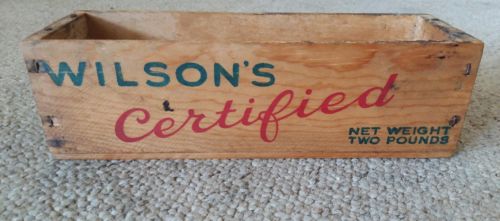 WILSON'S
Certified
NET WEIGHT
TWO POUNDS